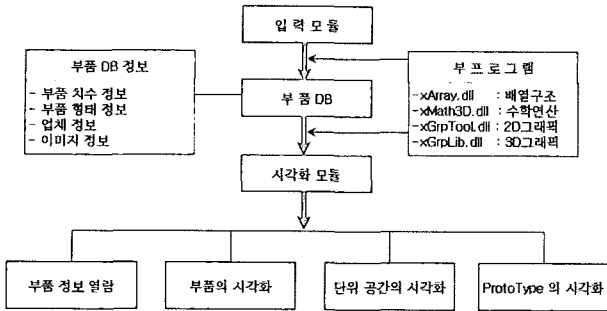 입 력 모 듈
부품 DB 정보
- 부품 치수 정보
- 부품 형태 정보
- 업체 정보
- 이미지 정보
부 품 DB
부 프 로 그 램
-xArray.dll : 배열구조
-xMath3D.dll : 수학연산
-xGrpTool.dll : 2D그래픽
-xGrpLib.dll : 3D그래픽
시각화 모듈
부품 정보 열람
부품의 시각화
단위 공간의 시각화
ProtoType 의 시각화